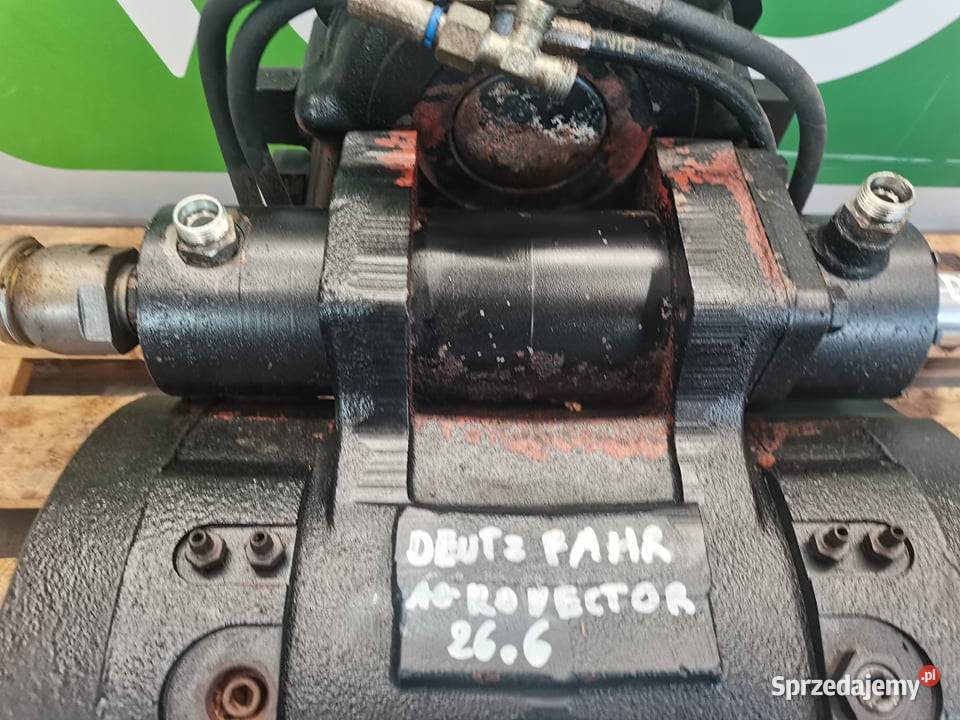 DEUTZ FAHR
AGROVECTOR
26.6
Sprzedajemy.pl